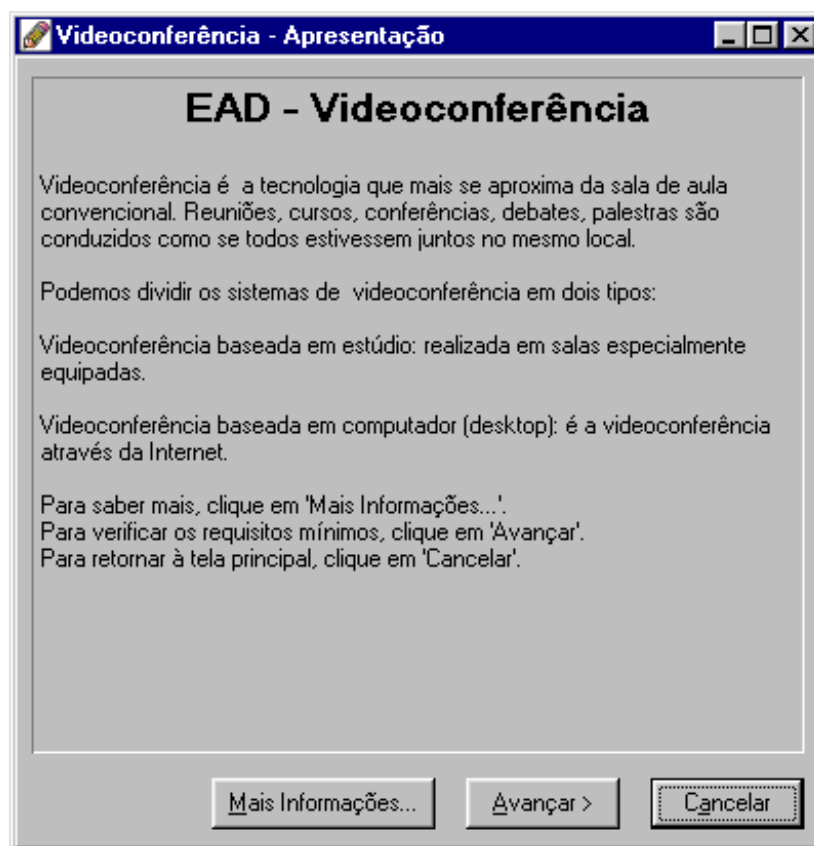 Videoconferência - Apresentação
EAD - Videoconferência
Videoconferência é  a tecnologia que mais se aproxima da sala de aula
convencional. Reuniões, cursos, conferências, debates, palestras são
conduzidos como se todos estivessem juntos no mesmo local.
Podemos dividir os sistemas de  videoconferência em dois tipos:
Videoconferência baseada em estúdio: realizada em salas especialmente
equipadas.
Videoconferência baseada em computador (desktop): é a videoconferência
através da Internet.
Para saber mais, clique em 'Mais Informações...'.
Para verificar os requisitos mínimos, clique em 'Avançar'.
Para retornar à tela principal, clique em 'Cancelar'.
Mais Informações... Avançar > Cancelar